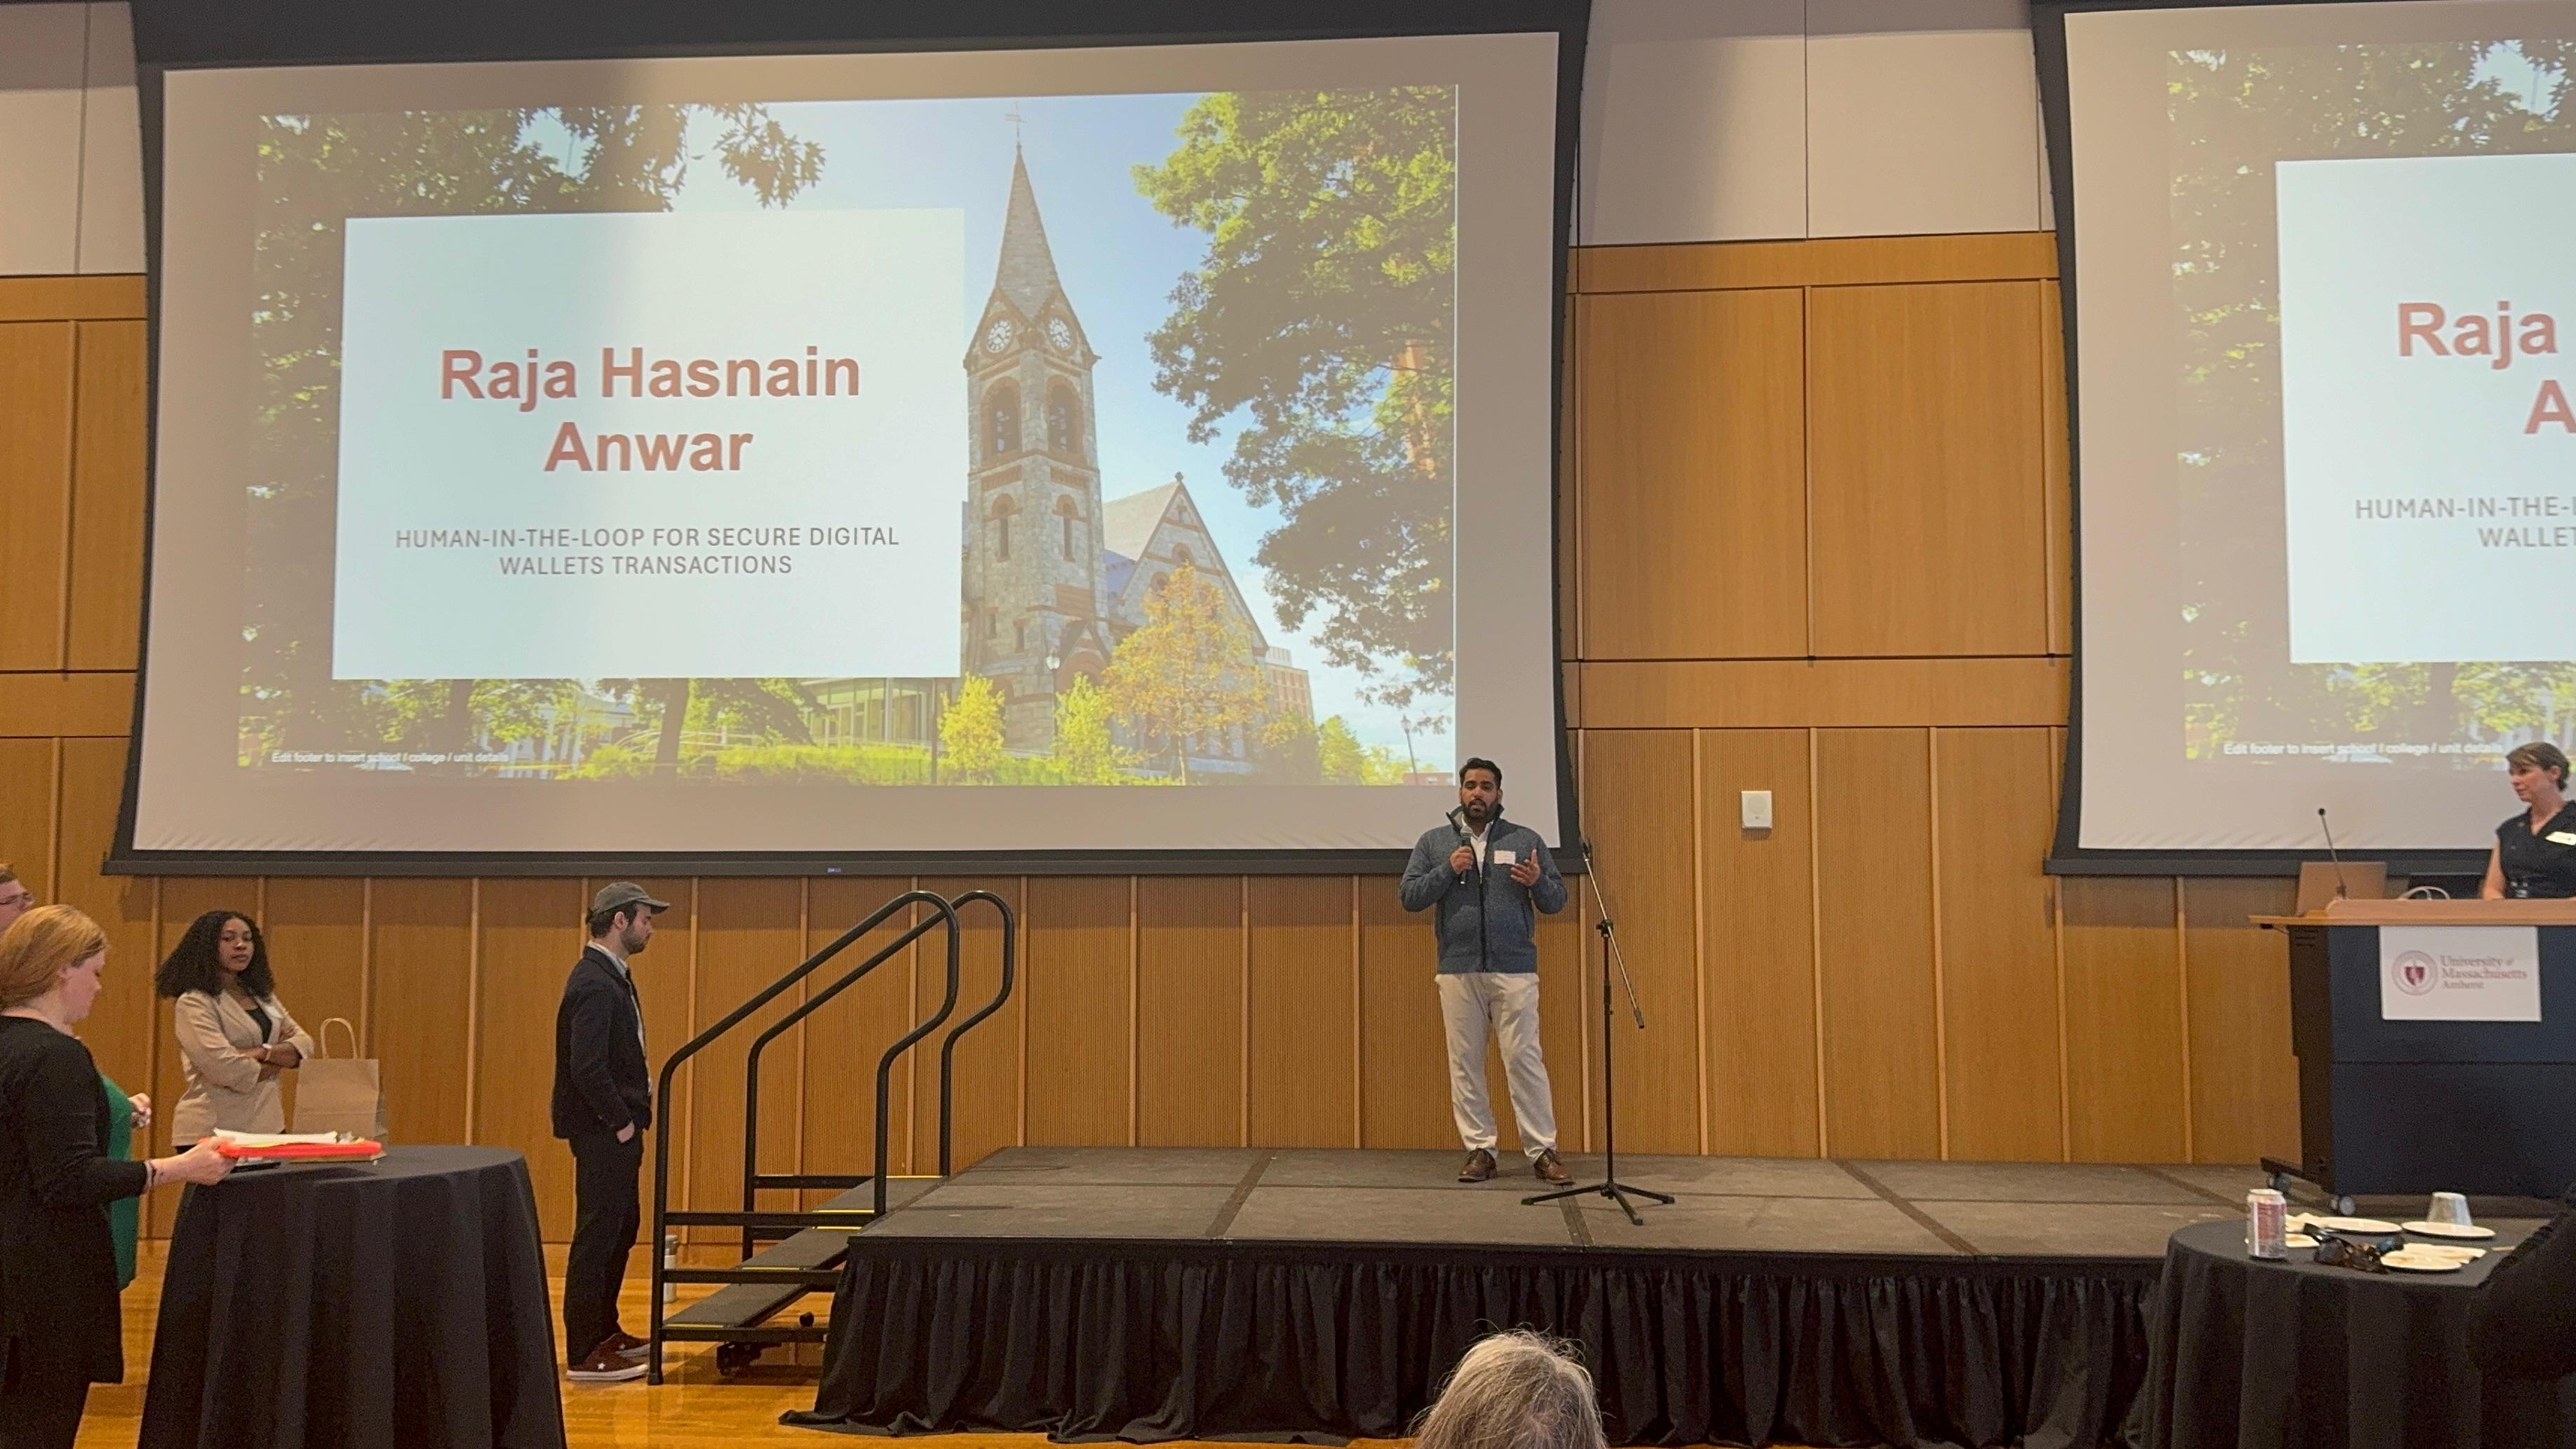 Raja Hasnain
Anwar
HUMAN-IN-THE-LOOP FOR SECURE DIGITAL
WALLETS TRANSACTIONS
Edit footer to insert school / college / unit details
Raja
A
HUMAN-IN-THE-
WALLET
Edit footer to insert school / college / unit details
University of
Massachusetts
Amherst